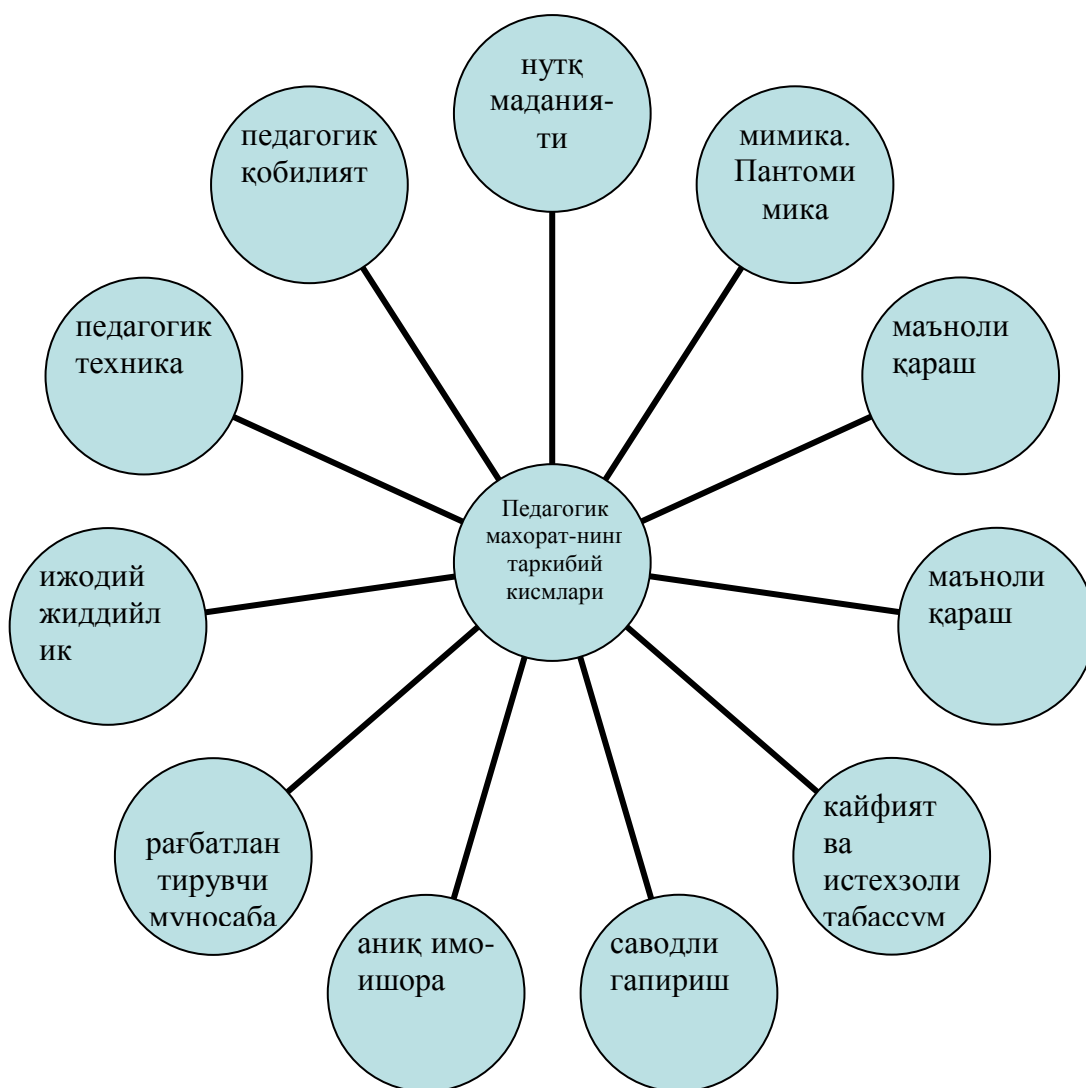 нутқ
мадания-
ти
мимика.
Пантоми
мика
маъноли
қараш
маъноли
қараш
кайфият
ва
истехзоли
табассум
саводли
гапириш
аниқ имо-
ишора
рағбатлан
тирувчи
муносаба
ижодий
жиддийл
ик
педагогик
техника
педагогик
қобилият
Педагогик
махорат-нинг
таркибий
кисмлари